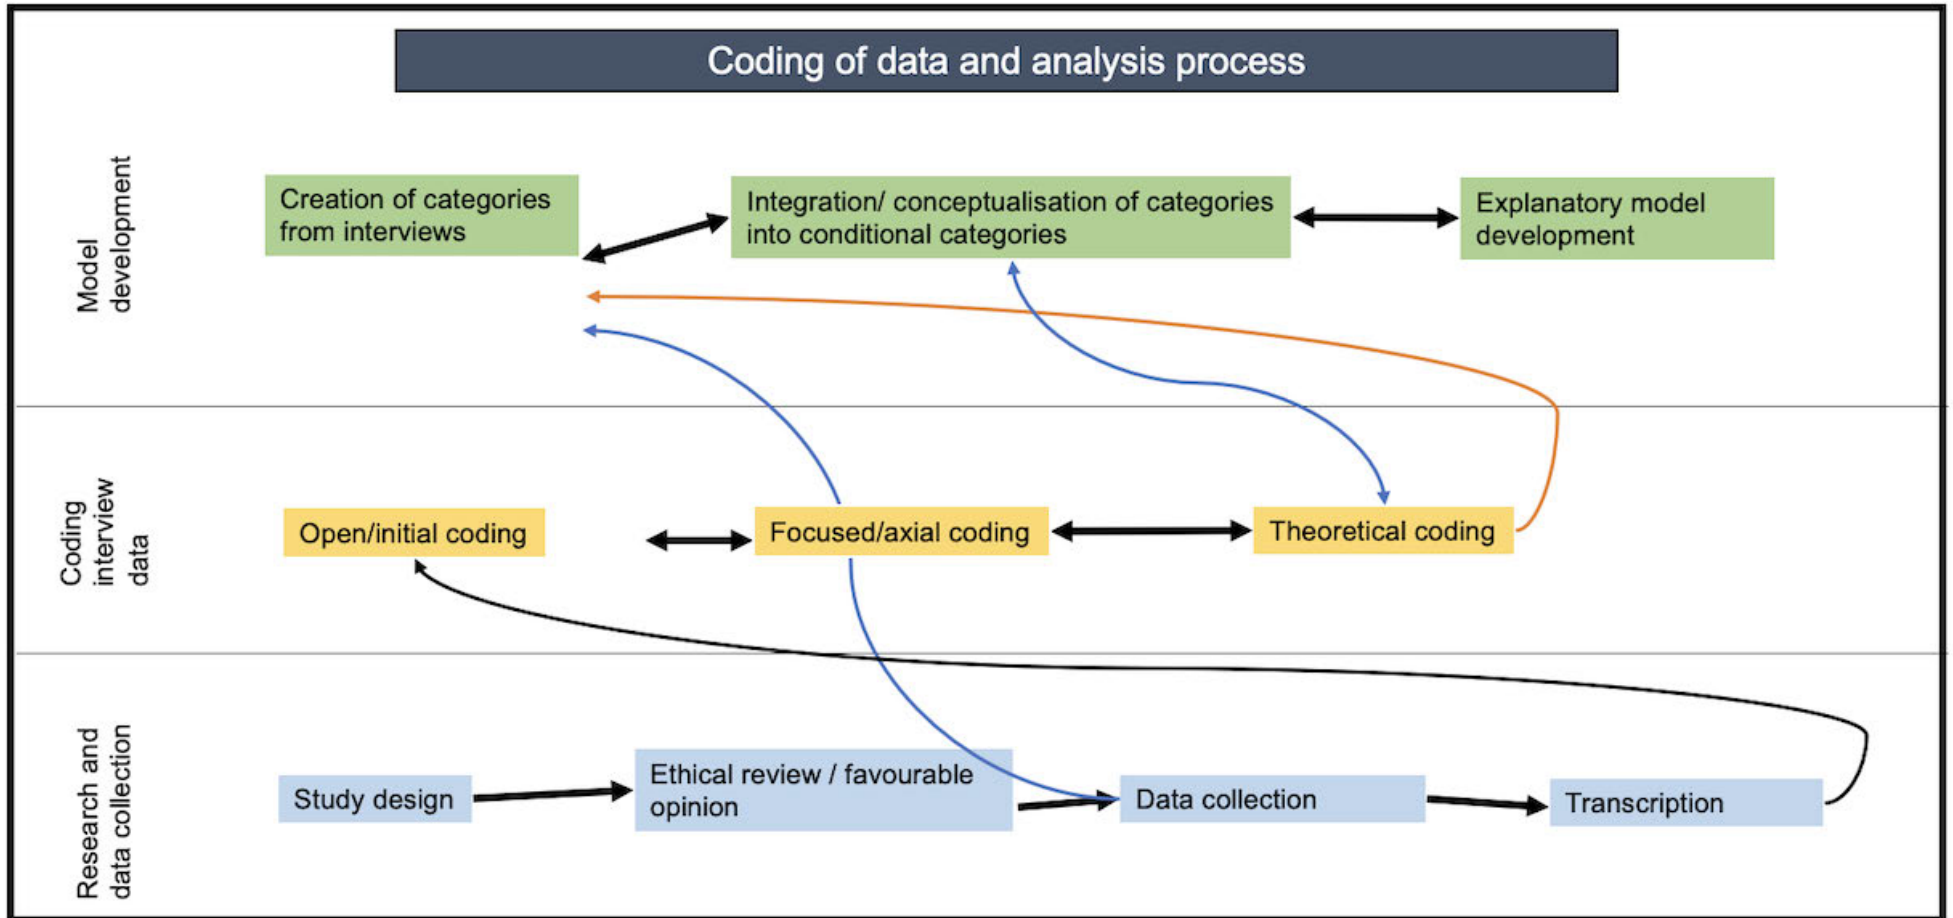 Coding of data and analysis process
Model
development
Creation of categories
from interviews
Integration/ conceptualisation of categories
into conditional categories
Explanatory model
development
Coding
interview
data
Open/initial coding
Focused/axial coding
Theoretical coding
Research and
data collection
Study design
Ethical review / favourable
opinion
Data collection
Transcription